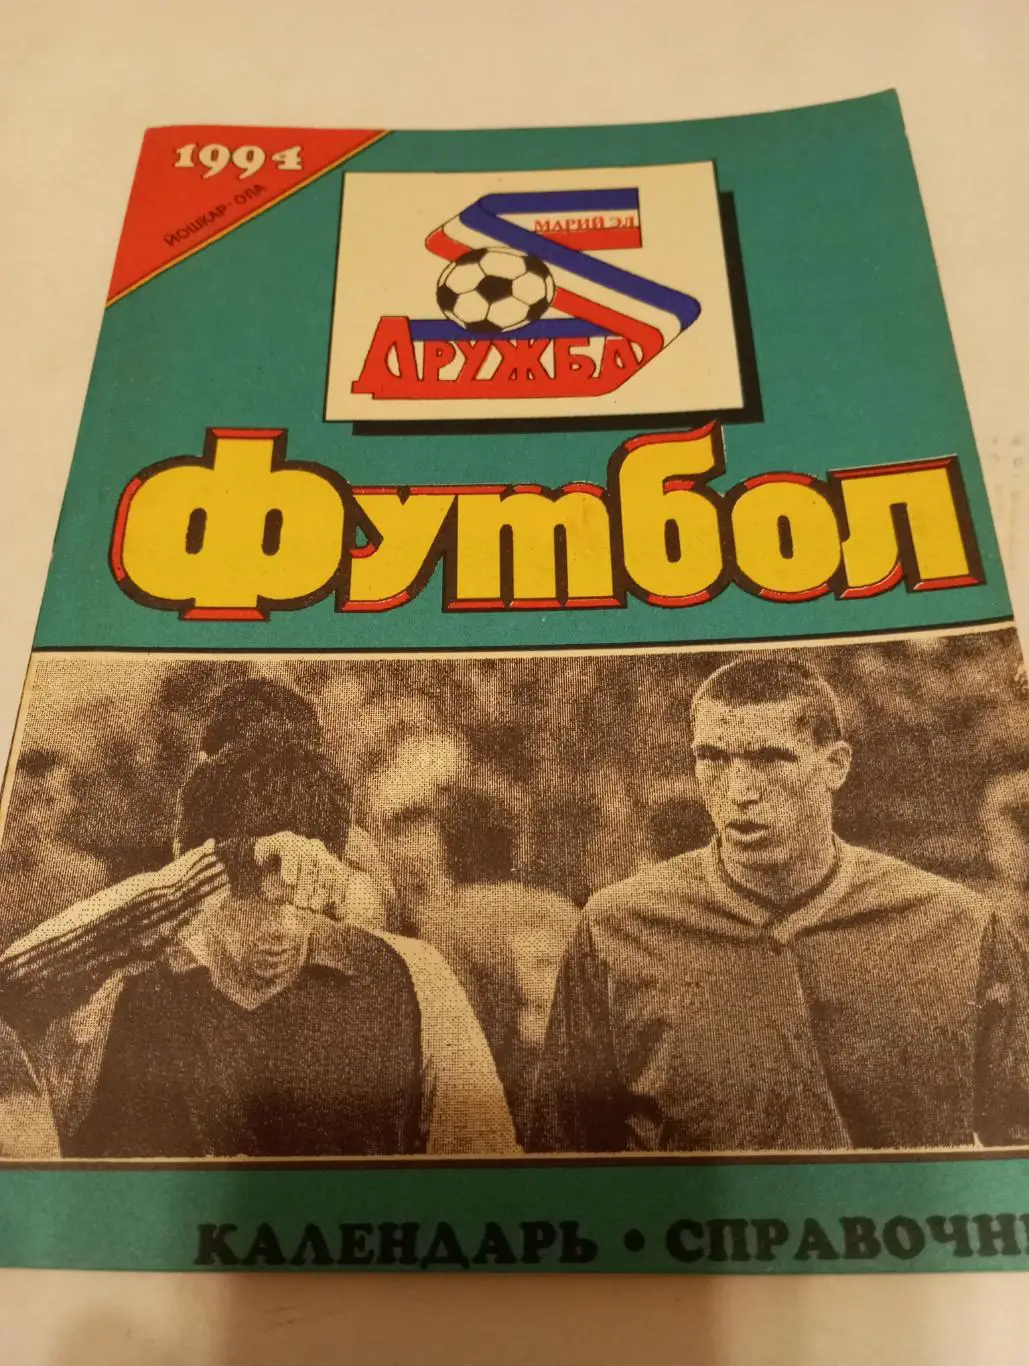 1994
ЙОШКАР-ОЛА
МАРИЙ ЭЛ
ДРУЖБА
Футбол
КАЛЕНДАРЬ • СПРАВОЧНИ